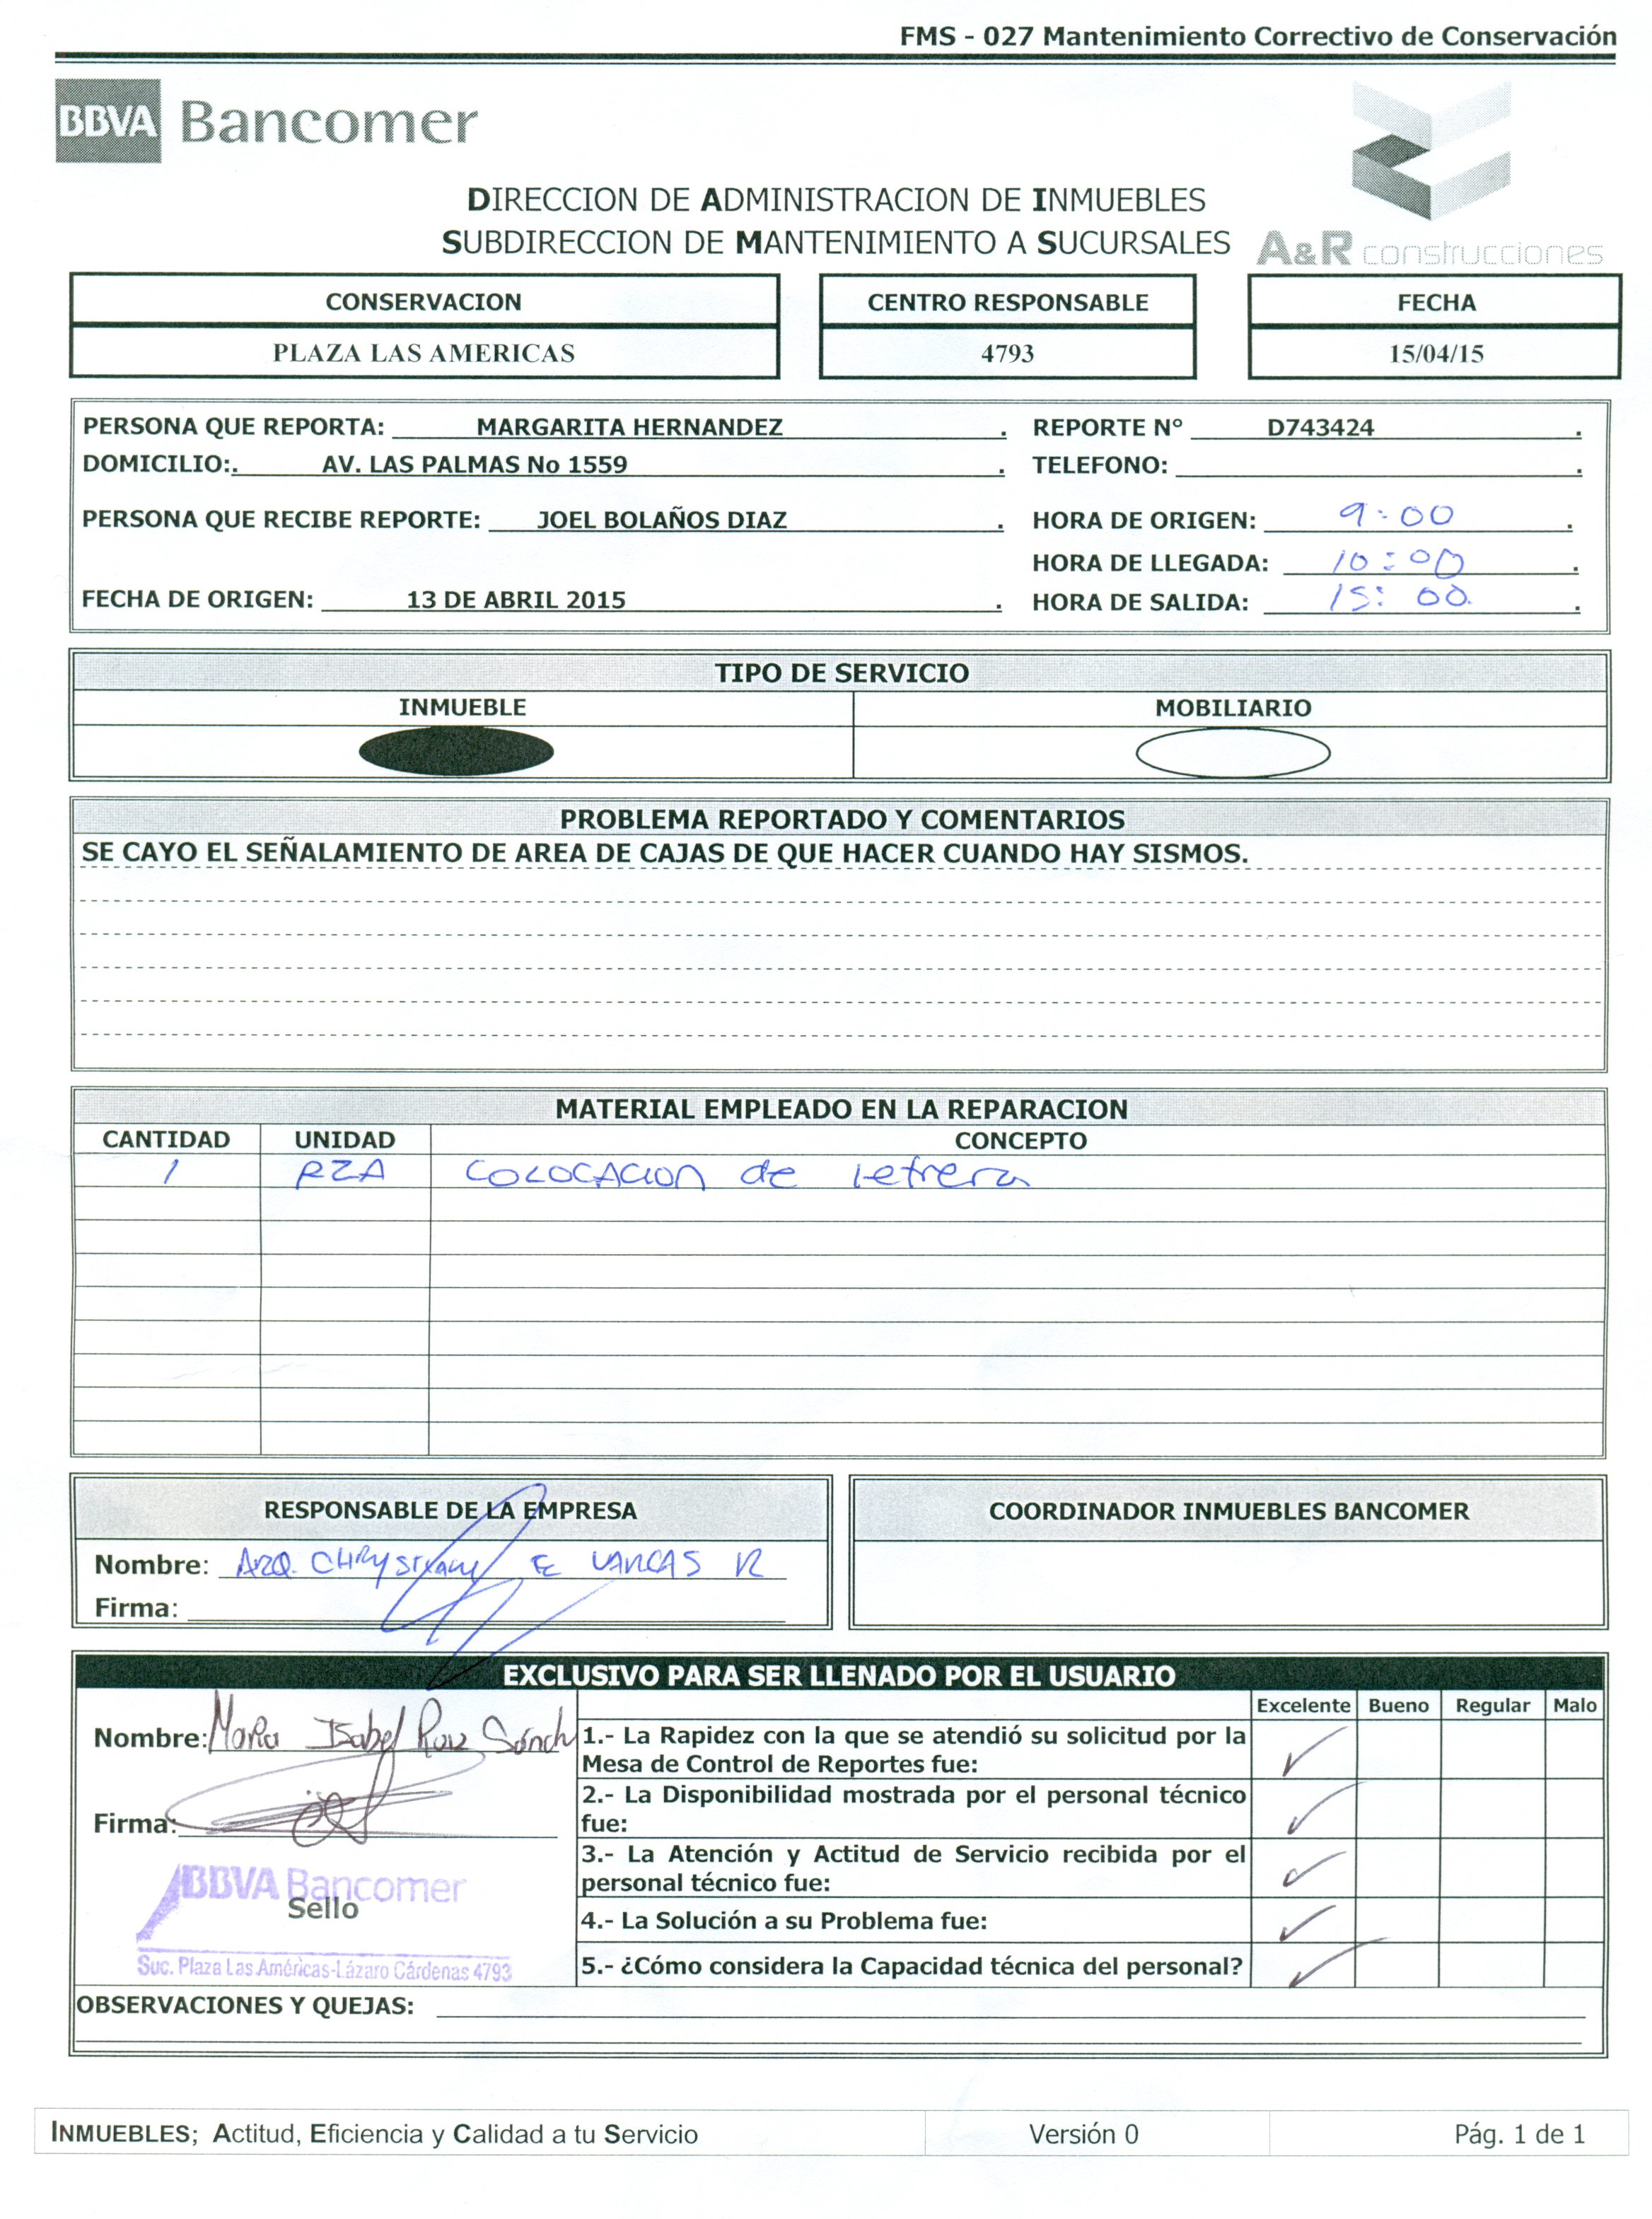 FMS - 027 Mantenimiento Correctivo de Conservación
BBVA Bancomer
DIRECCION DE ADMINISTRACION DE INMUEBLES
SUBDIRECCION DE MANTENIMIENTO A SUCURSALES
A&R construcciones
CONSERVACION CENTRO RESPONSABLE FECHA
PLAZA LAS AMERICAS 4793 15/04/15
PERSONA QUE REPORTA: MARGARITA HERNANDEZ. REPORTE N° D743424.
DOMICILIO:. AV. LAS PALMAS No 1559. TELEFONO: .
PERSONA QUE RECIBE REPORTE: JOEL BOLAÑOS DIAZ. HORA DE ORIGEN: 9:00.
HORA DE LLEGADA: 10:00.
FECHA DE ORIGEN: 13 DE ABRIL 2015. HORA DE SALIDA: 15:00.
TIPO DE SERVICIO
INMUEBLE MOBILIARIO
PROBLEMA REPORTADO Y COMENTARIOS
SE CAYO EL SEÑALAMIENTO DE AREA DE CAJAS DE QUE HACER CUANDO HAY SISMOS.
MATERIAL EMPLEADO EN LA REPARACION
CANTIDAD UNIDAD CONCEPTO
1 PZA COLOCACION de letrero
RESPONSABLE DE LA EMPRESA COORDINADOR INMUEBLES BANCOMER
Nombre: ARQ. E VARGAS R
Firma:
EXCLUSIVO PARA SER LLENADO POR EL USUARIO
Excelente Bueno Regular Malo
Nombre: Maria Isabel Ruiz Sánch
1.- La Rapidez con la que se atendió su solicitud por la
Mesa de Control de Reportes fue:
2.- La Disponibilidad mostrada por el personal técnico
fue:
Firma:
3.- La Atención y Actitud de Servicio recibida por el
personal técnico fue:
BBVA Bancomer
Sello
4.- La Solución a su Problema fue:
Suc. Plaza Las Américas-Lázaro Cárdenas 4793
5.- ¿Cómo considera la Capacidad técnica del personal?
OBSERVACIONES Y QUEJAS:
INMUEBLES; Actitud, Eficiencia y Calidad a tu Servicio Versión 0 Pág. 1 de 1